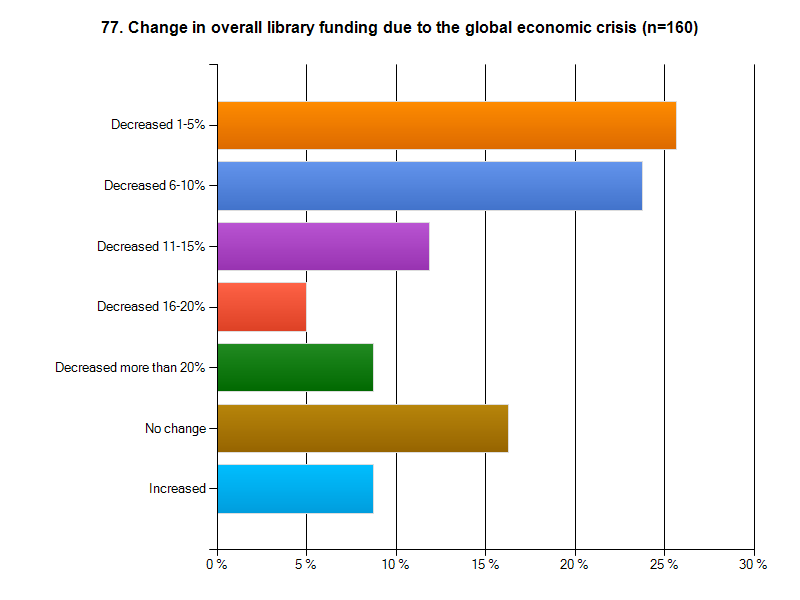 77. Change in overall library funding due to the global economic crisis (n=160)
Decreased 1-5%
Decreased 6-10%
Decreased 11-15%
Decreased 16-20%
Decreased more than 20%
No change
Increased
0 % 5 % 10 % 15 % 20 % 25 % 30 %